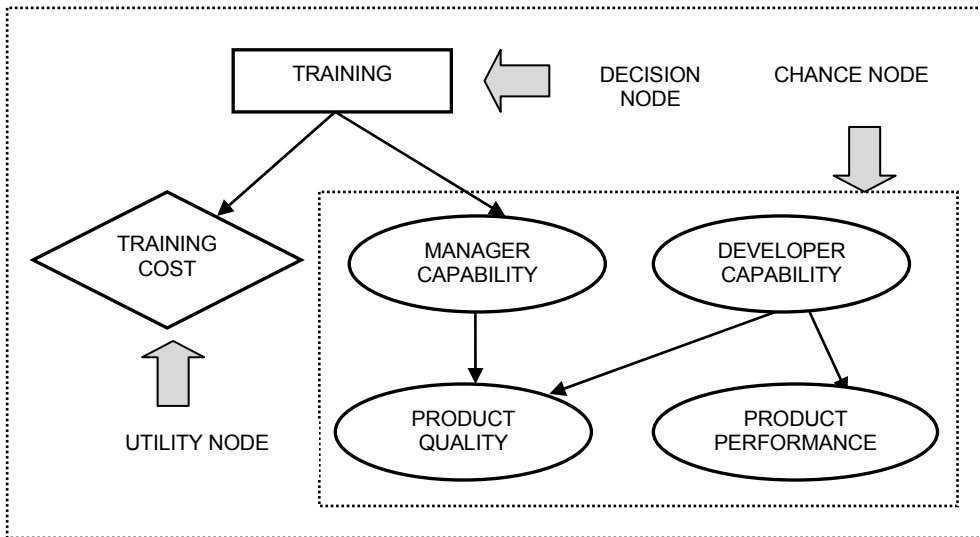 TRAINING
DECISION
NODE
CHANCE NODE
TRAINING
COST
MANAGER
CAPABILITY
DEVELOPER
CAPABILITY
UTILITY NODE
PRODUCT
QUALITY
PRODUCT
PERFORMANCE